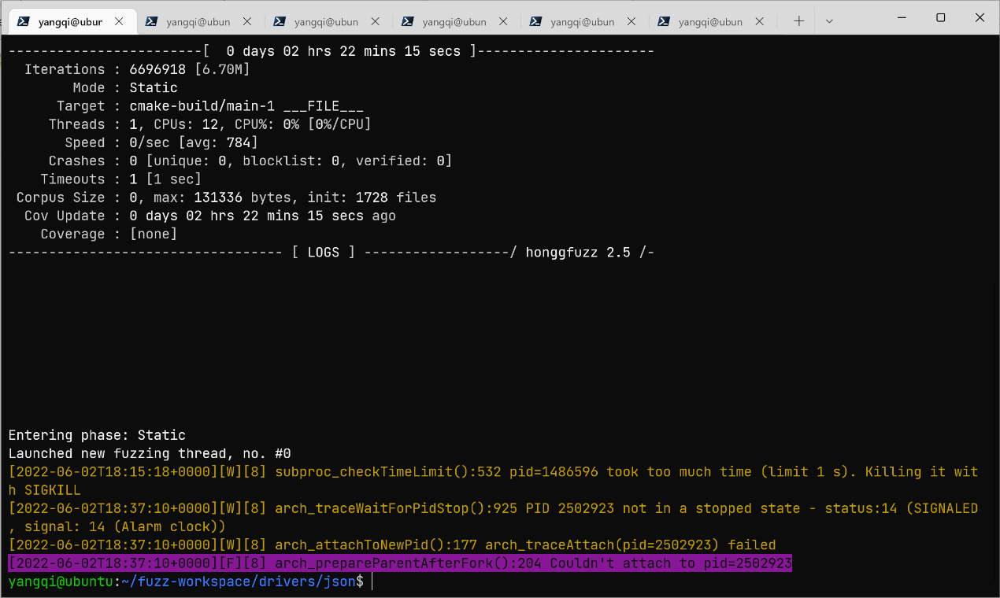 yangqi@ubun yangqi@ubun yangqi@ubun yangqi@ubun yangqi@ubun yangqi@ubun
------------------------[  0 days 02 hrs 22 mins 15 secs ]----------------------
  Iterations : 6696918 [6.70M]
        Mode : Static
      Target : cmake-build/main-1 ___FILE___
     Threads : 1, CPUs: 12, CPU%: 0% [0%/CPU]
       Speed : 0/sec [avg: 784]
     Crashes : 0 [unique: 0, blocklist: 0, verified: 0]
    Timeouts : 1 [1 sec]
 Corpus Size : 0, max: 131336 bytes, init: 1728 files
  Cov Update : 0 days 02 hrs 22 mins 15 secs ago
    Coverage : [none]
---------------------------------- [ LOGS ] ------------------/ honggfuzz 2.5 /-
Entering phase: Static
Launched new fuzzing thread, no. #0
[2022-06-02T18:15:18+0000][W][8] subproc_checkTimeLimit():532 pid=1486596 took too much time (limit 1 s). Killing it wit
h SIGKILL
[2022-06-02T18:37:10+0000][W][8] arch_traceWaitForPidStop():925 PID 2502923 not in a stopped state - status:14 (SIGNALED
, signal: 14 (Alarm clock))
[2022-06-02T18:37:10+0000][W][8] arch_attachToNewPid():177 arch_traceAttach(pid=2502923) failed
[2022-06-02T18:37:10+0000][F][8] arch_prepareParentAfterFork():204 Couldn't attach to pid=2502923
yangqi@ubuntu:~/fuzz-workspace/drivers/json$